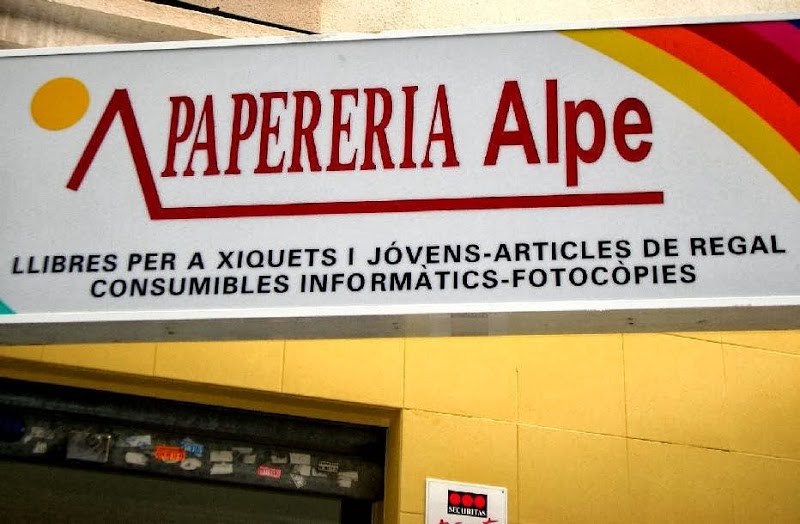 PAPERERIA Alpe
LLIBRES PER A XIQUETS I JÓVENS-ARTICLES DE REGAL
CONSUMIBLES INFORMÀTICS-FOTOCÒPIES
SECURITAS